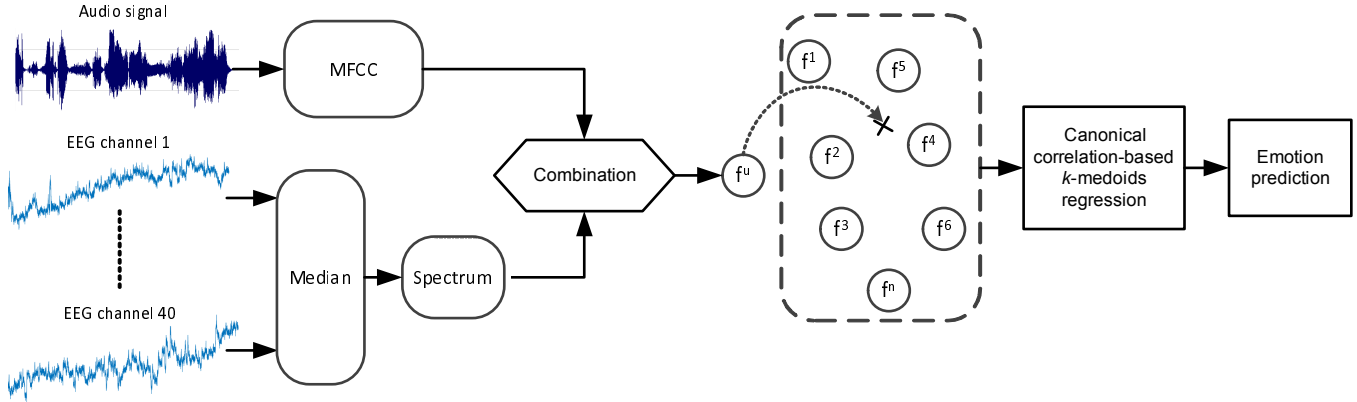 Audio signal
MFCC
EEG channel 1
EEG channel 40
Median
Spectrum
Combination
fᵘ
f¹
f⁵
f²
f⁴
f³
f⁶
fⁿ
Canonical
correlation-based
k-medoids
regression
Emotion
prediction